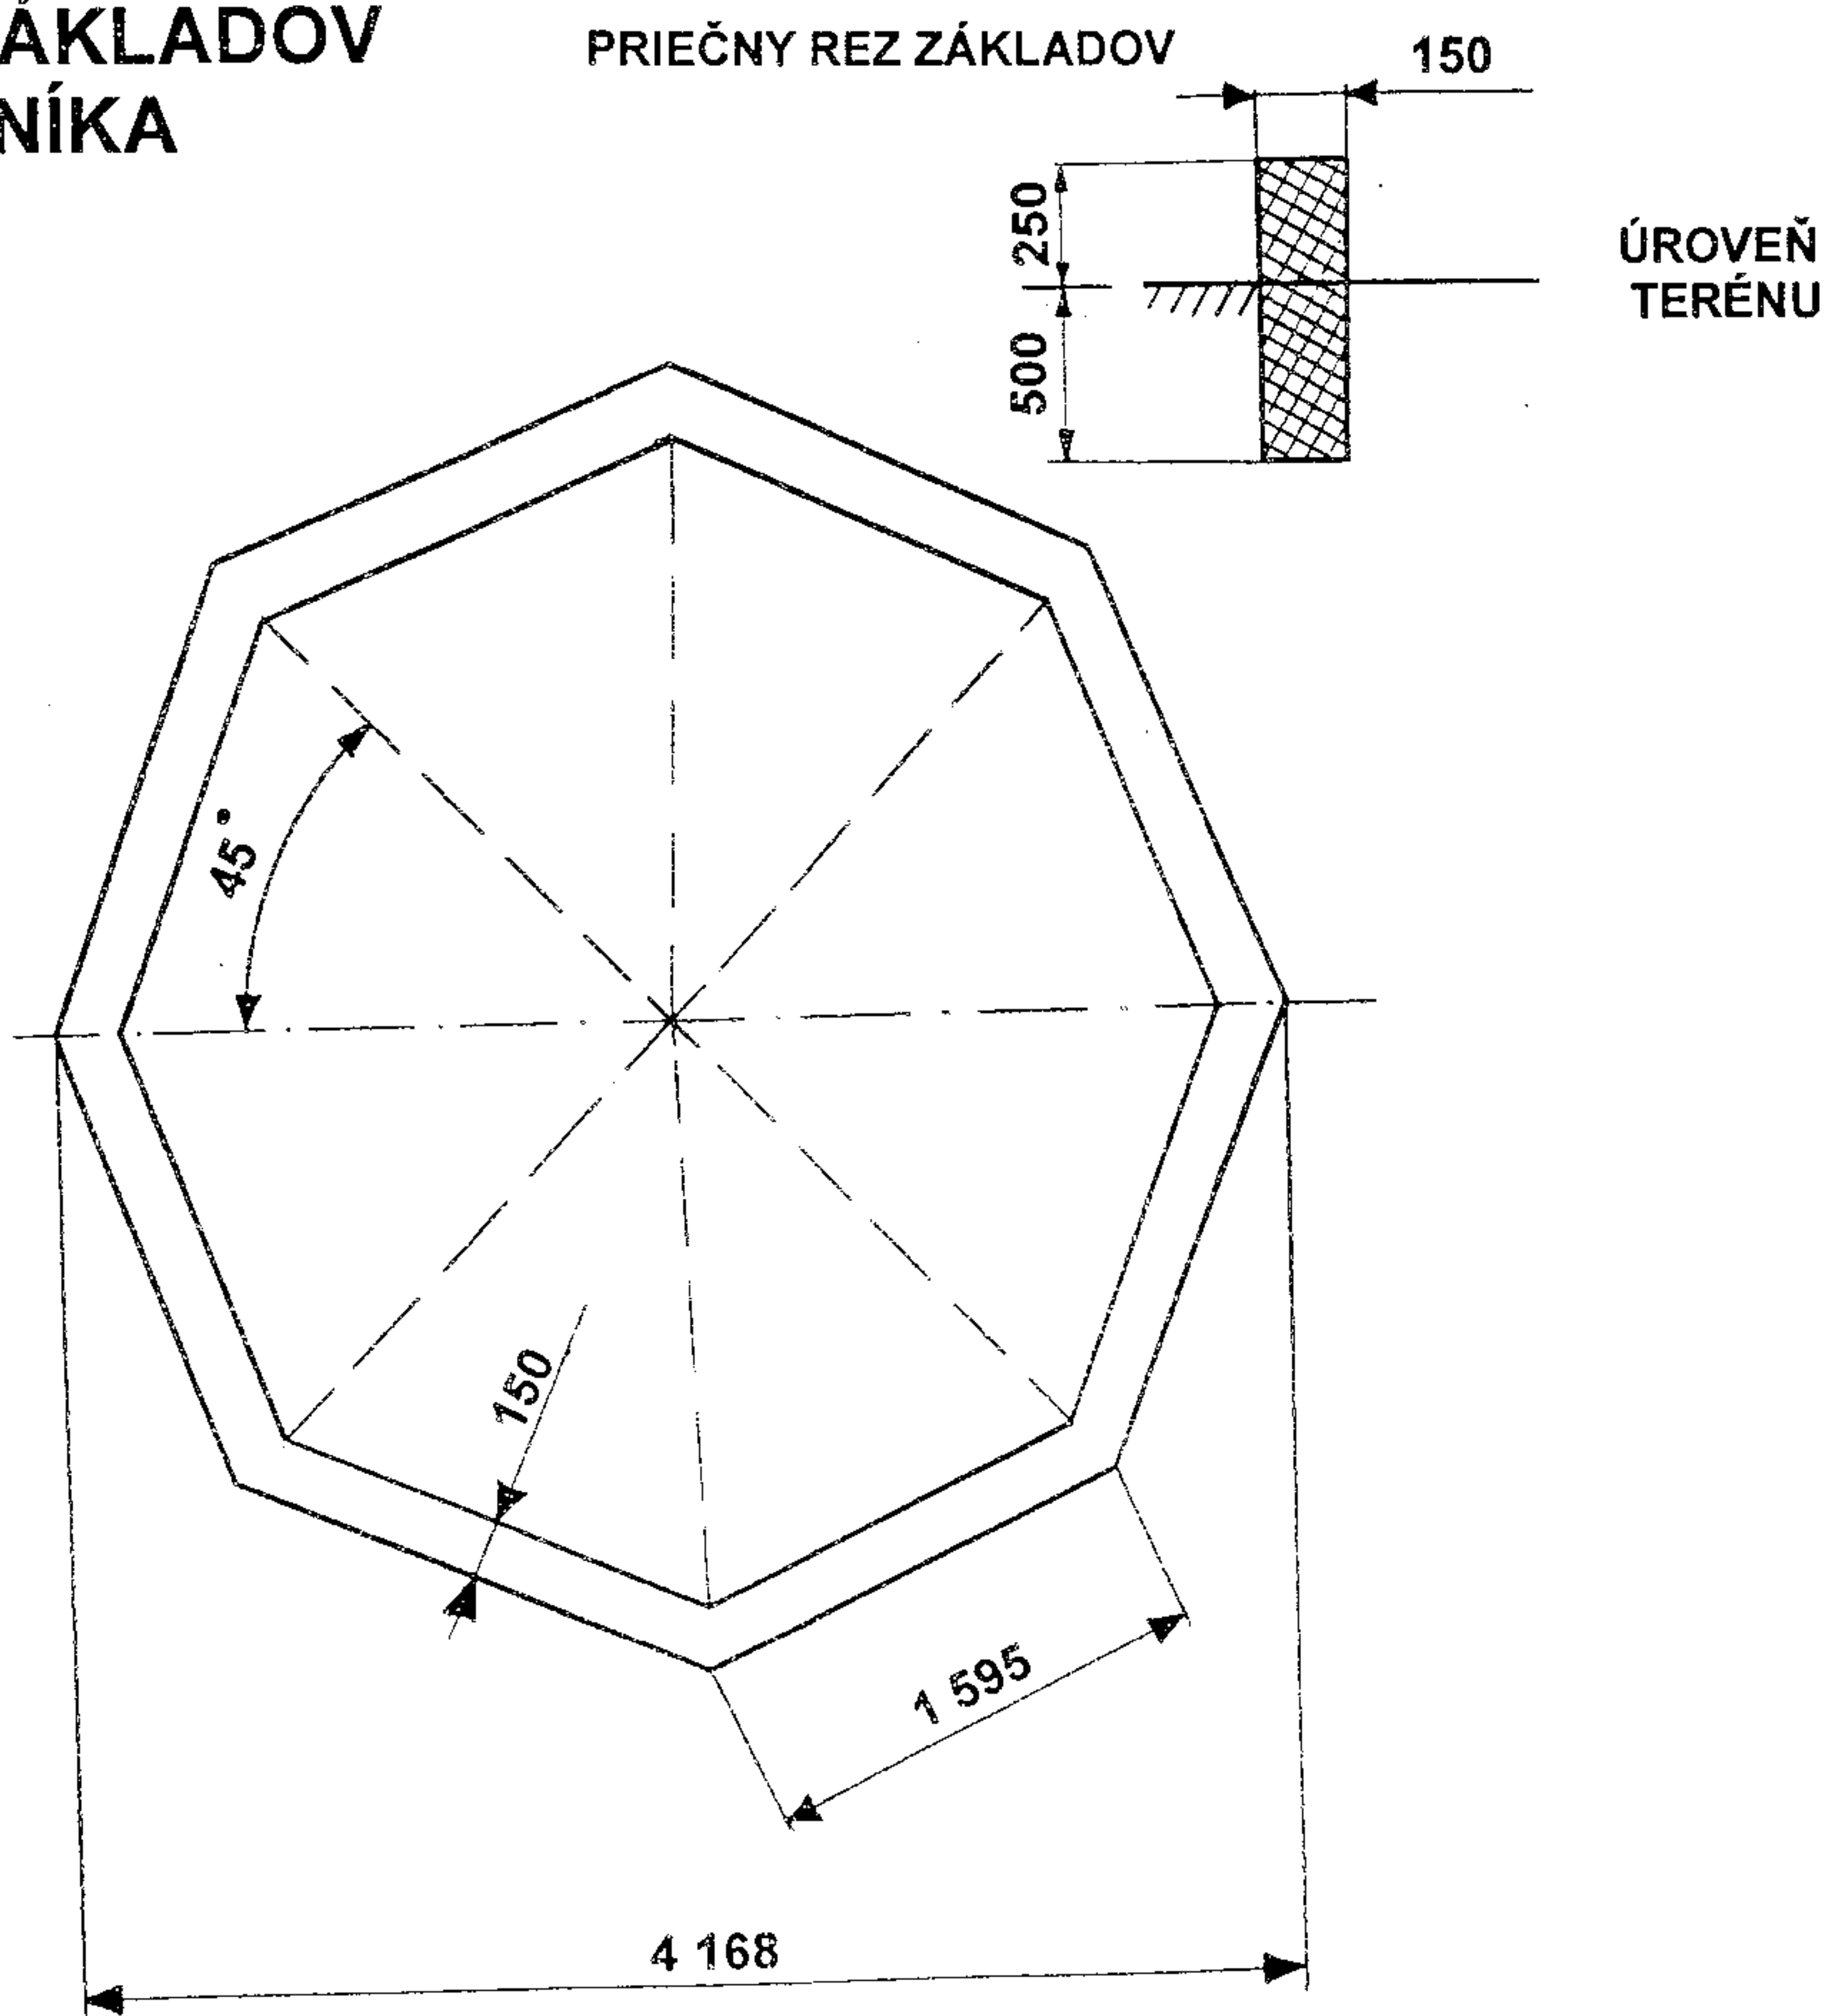 ÁKLADOV
NÍKA
PRIEČNY REZ ZÁKLADOV
150
250
500
ÚROVEŇ
TERÉNU
45°
150
1 595
4 168